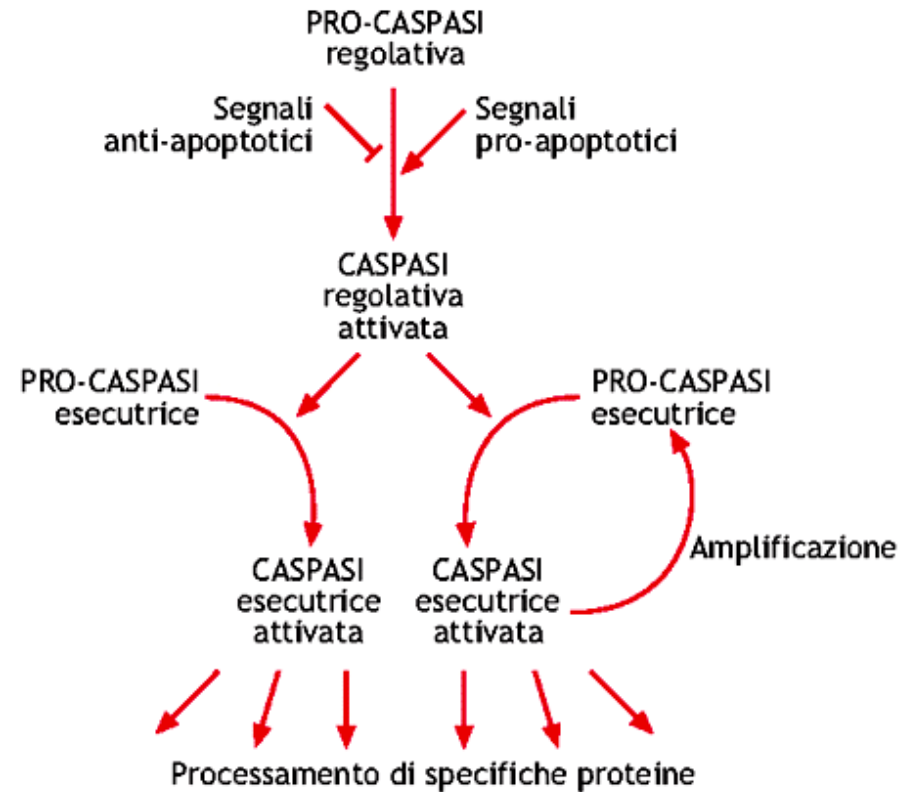 PRO-CASPASI
regolativa
Segnali
anti-apoptotici
Segnali
pro-apoptotici
CASPASI
regolativa
attivata
PRO-CASPASI
esecutrice
PRO-CASPASI
esecutrice
Amplificazione
CASPASI
esecutrice
attivata
CASPASI
esecutrice
attivata
Processamento di specifiche proteine